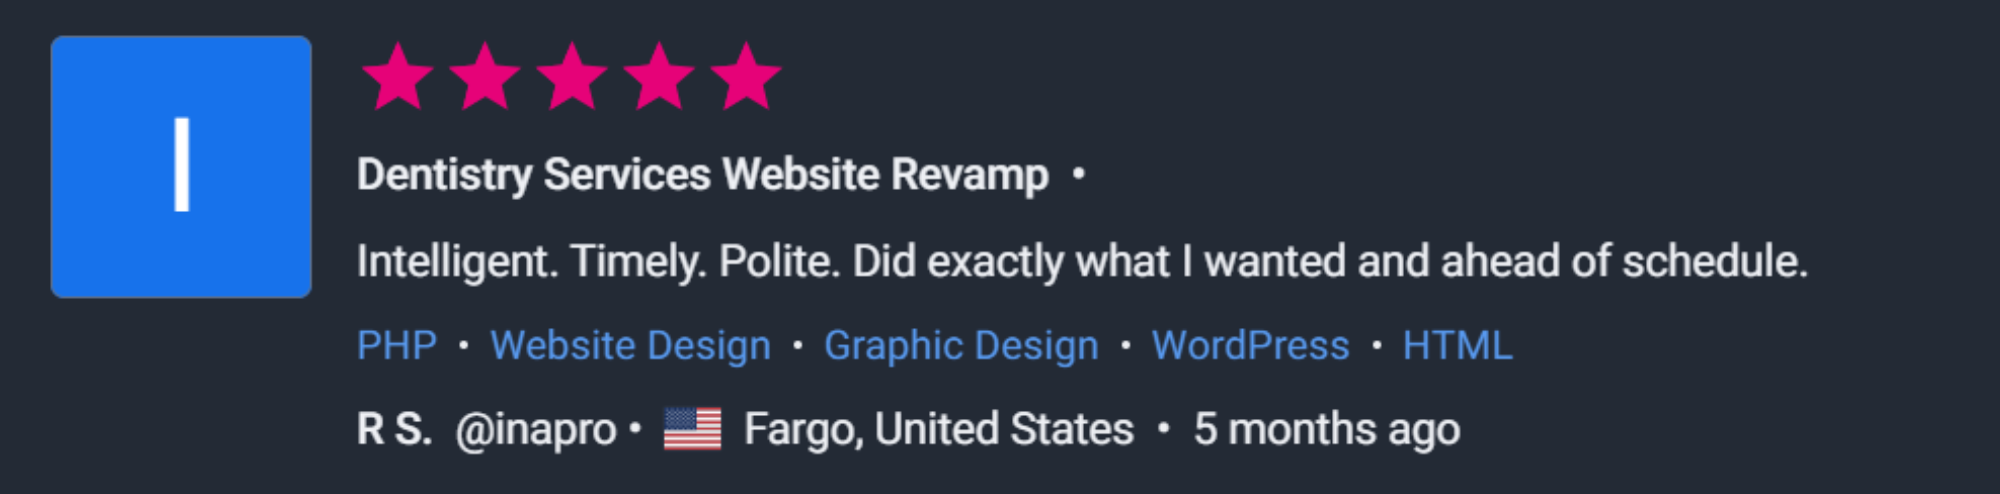 I
Dentistry Services Website Revamp •
Intelligent. Timely. Polite. Did exactly what I wanted and ahead of schedule.
PHP • Website Design • Graphic Design • WordPress • HTML
R S. @inapro • Fargo, United States • 5 months ago